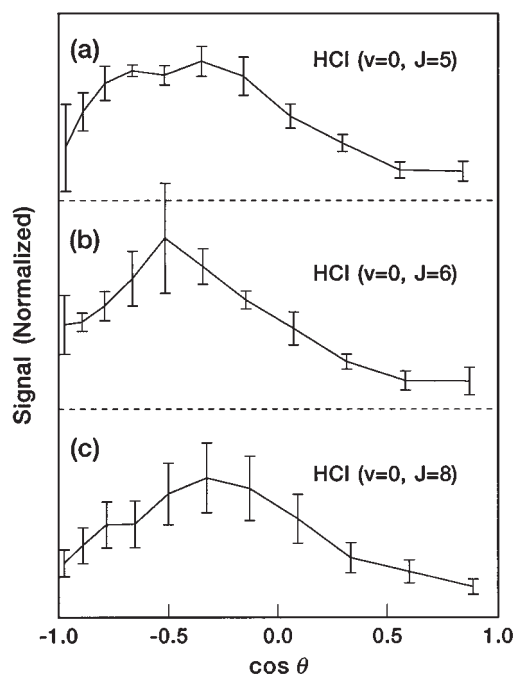 (a)
HCl (v=0, J=5)
(b)
HCl (v=0, J=6)
(c)
HCl (v=0, J=8)
Signal (Normalized)
-1.0 -0.5 0.0 0.5 1.0
cos θ